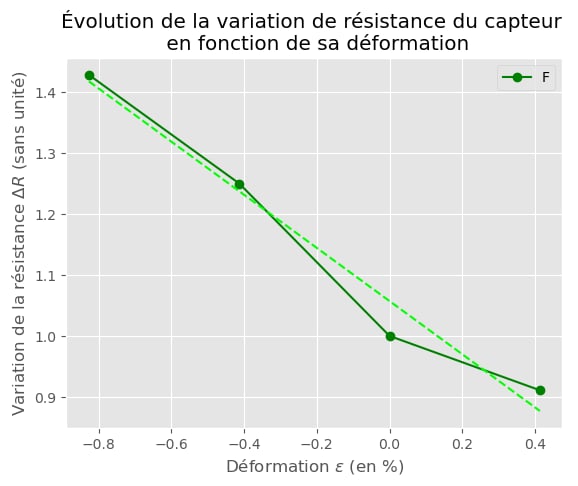 Évolution de la variation de résistance du capteur
en fonction de sa déformation
F
Variation de la résistance ΔR (sans unité)
1.4
1.3
1.2
1.1
1.0
0.9
−0.8 −0.6 −0.4 −0.2 0.0 0.2 0.4
Déformation ε (en %)